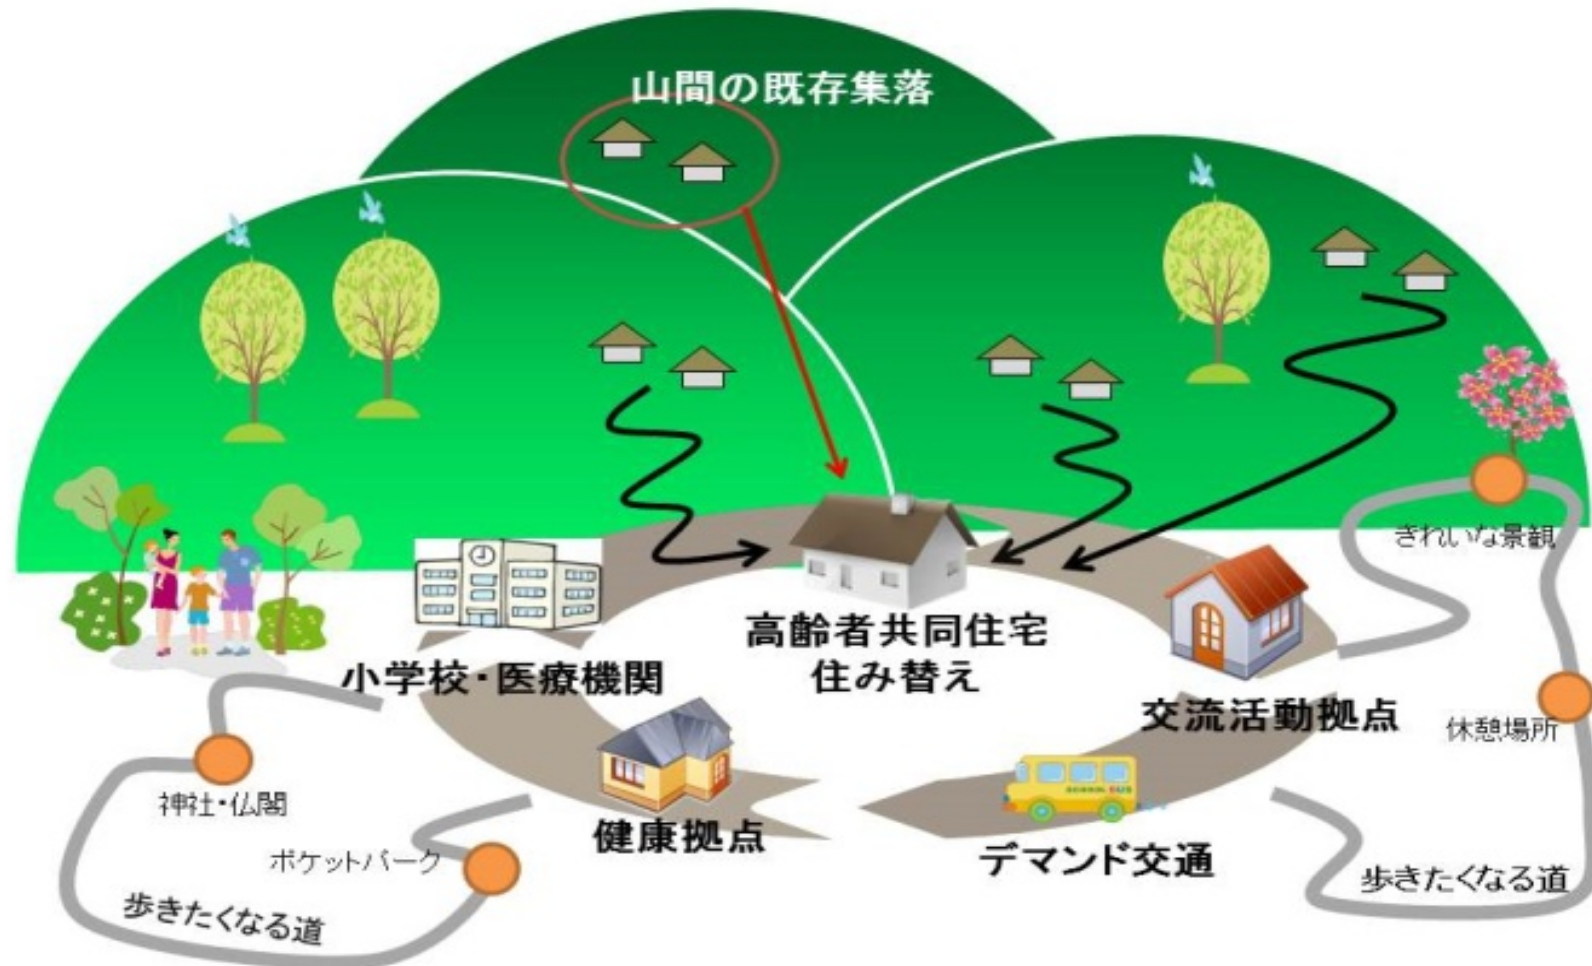 山間の既存集落
きれいな景観
高齢者共同住宅
住み替え
小学校・医療機関
交流活動拠点
休憩場所
神社・仏閣
SCHOOL BUS
健康拠点
デマンド交通
ポケットパーク
歩きたくなる道
歩きたくなる道